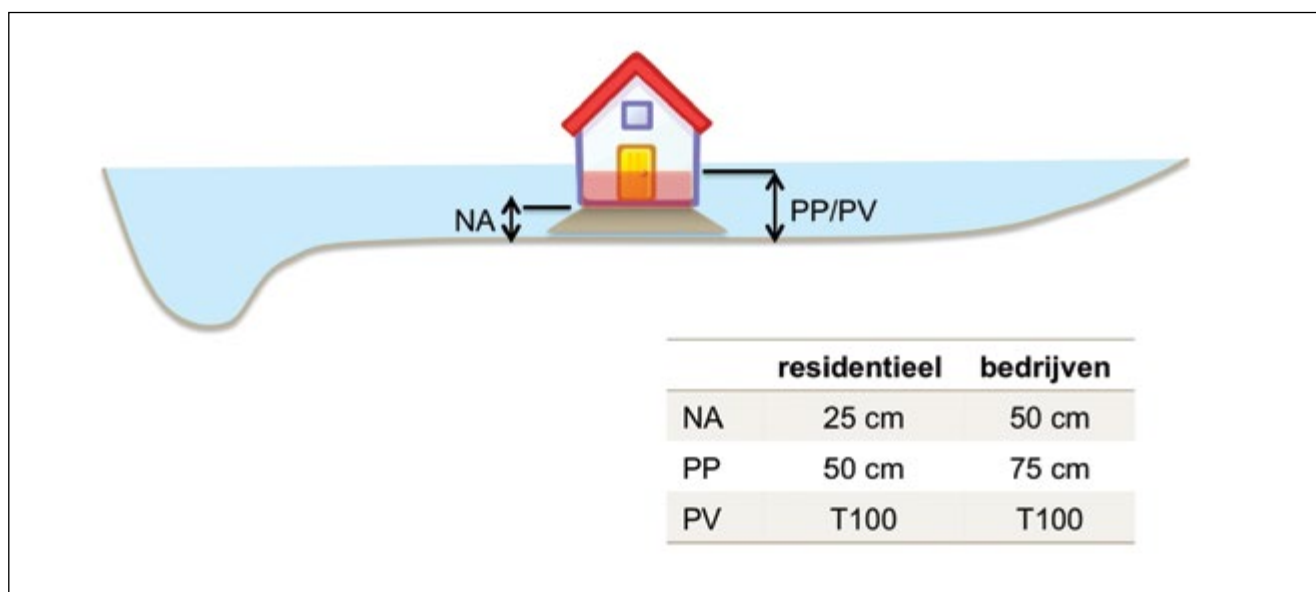 NA
PP/PV
residentieel bedrijven
NA 25 cm 50 cm
PP 50 cm 75 cm
PV T100 T100